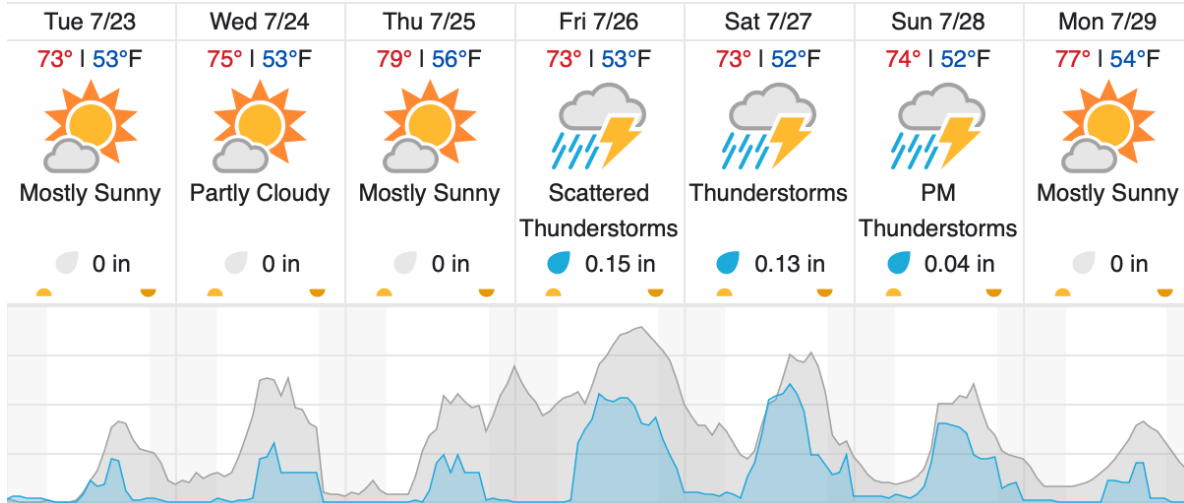 Tue 7/23 Wed 7/24 Thu 7/25 Fri 7/26 Sat 7/27 Sun 7/28 Mon 7/29
73° | 53°F 75° | 53°F 79° | 56°F 73° | 53°F 73° | 52°F 74° | 52°F 77° | 54°F
Mostly Sunny Partly Cloudy Mostly Sunny Scattered Thunderstorms PM Mostly Sunny
Thunderstorms Thunderstorms
0 in 0 in 0 in 0.15 in 0.13 in 0.04 in 0 in